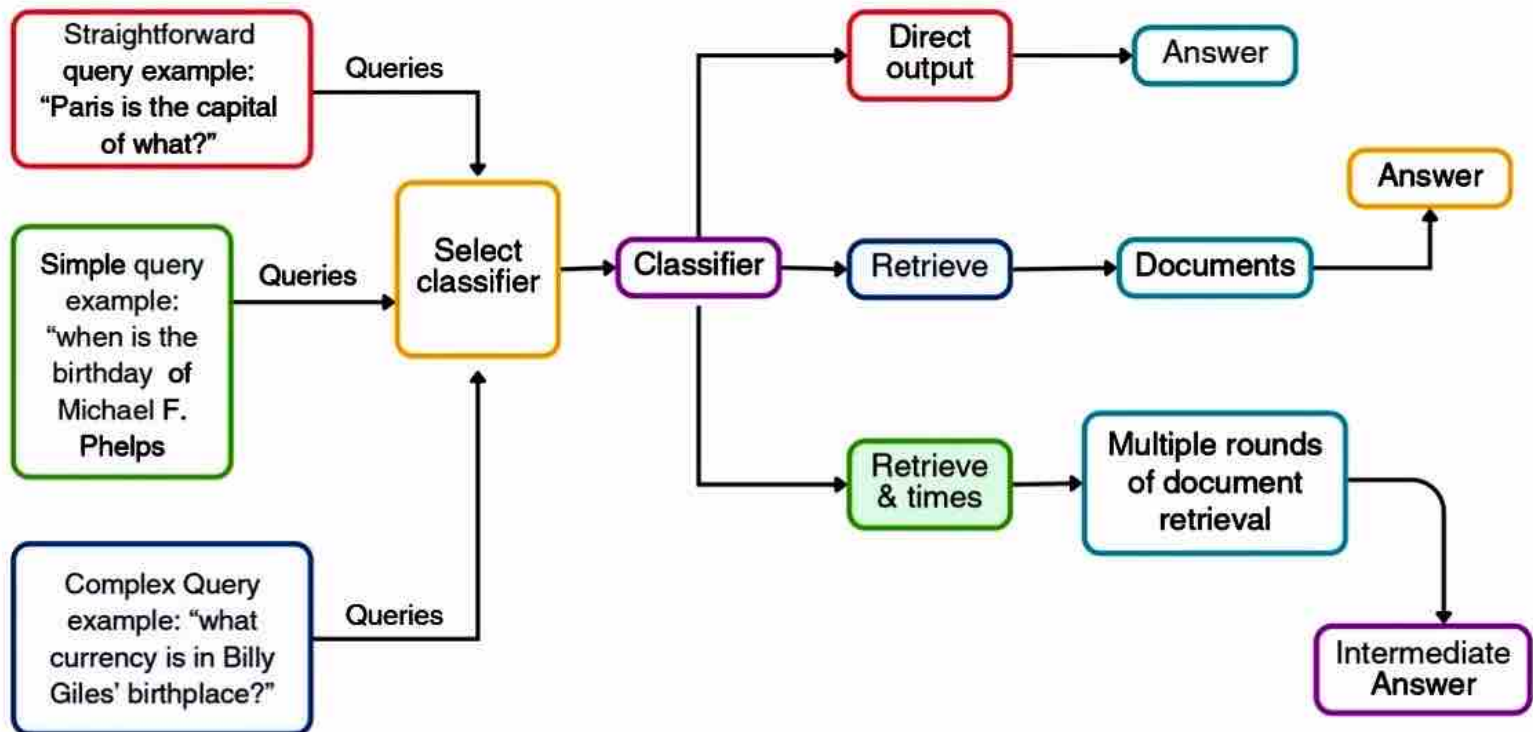 Straightforward
query example:
“Paris is the capital
of what?”
Queries
Simple query
example:
“when is the
birthday of
Michael F.
Phelps
Queries
Complex Query
example: “what
currency is in Billy
Giles’ birthplace?”
Queries
Select
classifier
Classifier
Direct
output
Answer
Retrieve
Documents
Answer
Retrieve
& times
Multiple rounds
of document
retrieval
Intermediate
Answer